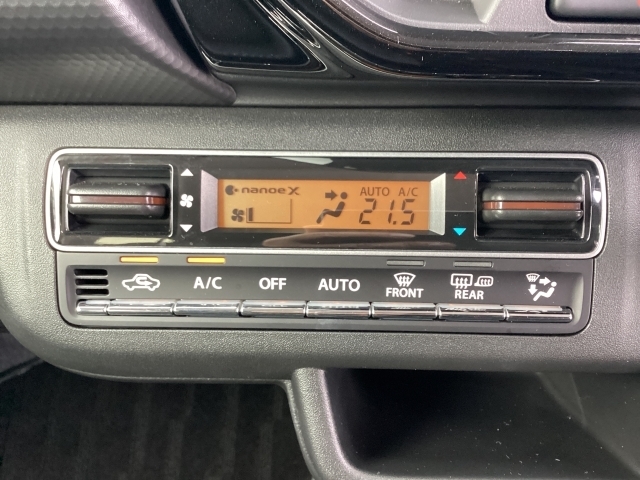 nanoeX
AUTO A/C
21.5
A/C OFF AUTO FRONT REAR